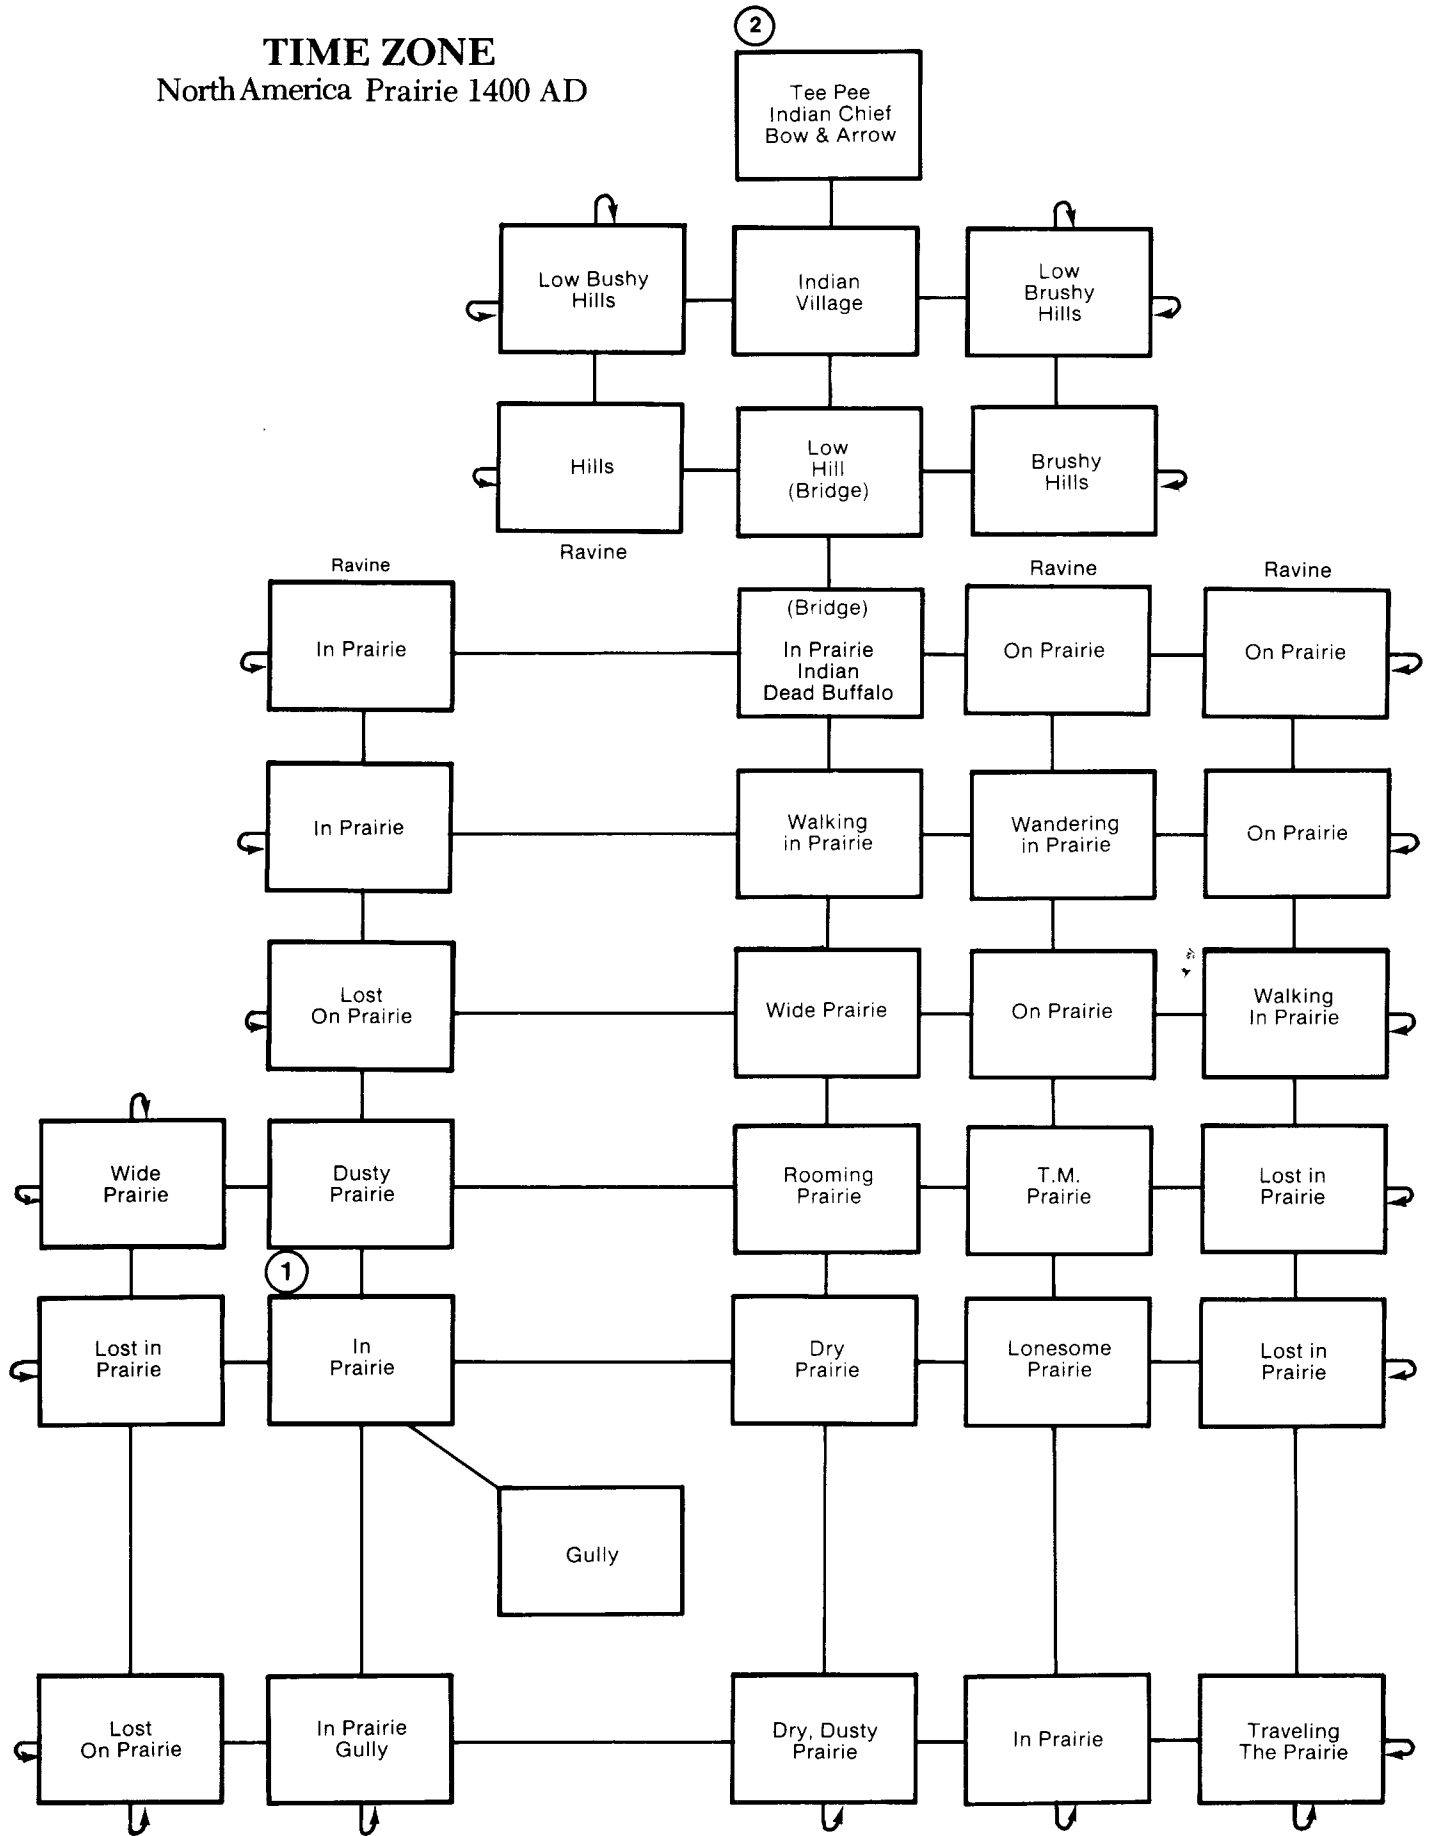 2
TIME ZONE
North America Prairie 1400 AD
Tee Pee
Indian Chief
Bow & Arrow
Low Bushy
Hills
Indian
Village
Low
Brushy
Hills
Hills
Low
Hill
(Bridge)
Brushy
Hills
Ravine
Ravine
Ravine
Ravine
In Prairie
(Bridge)
In Prairie
Indian
Dead Buffalo
On Prairie
On Prairie
In Prairie
Walking
in Prairie
Wandering
in Prairie
On Prairie
Lost
On Prairie
Wide Prairie
On Prairie
Walking
In Prairie
Wide
Prairie
Dusty
Prairie
Rooming
Prairie
T.M.
Prairie
Lost in
Prairie
1
Lost in
Prairie
In
Prairie
Dry
Prairie
Lonesome
Prairie
Lost in
Prairie
Gully
Lost
On Prairie
In Prairie
Gully
Dry, Dusty
Prairie
In Prairie
Traveling
The Prairie